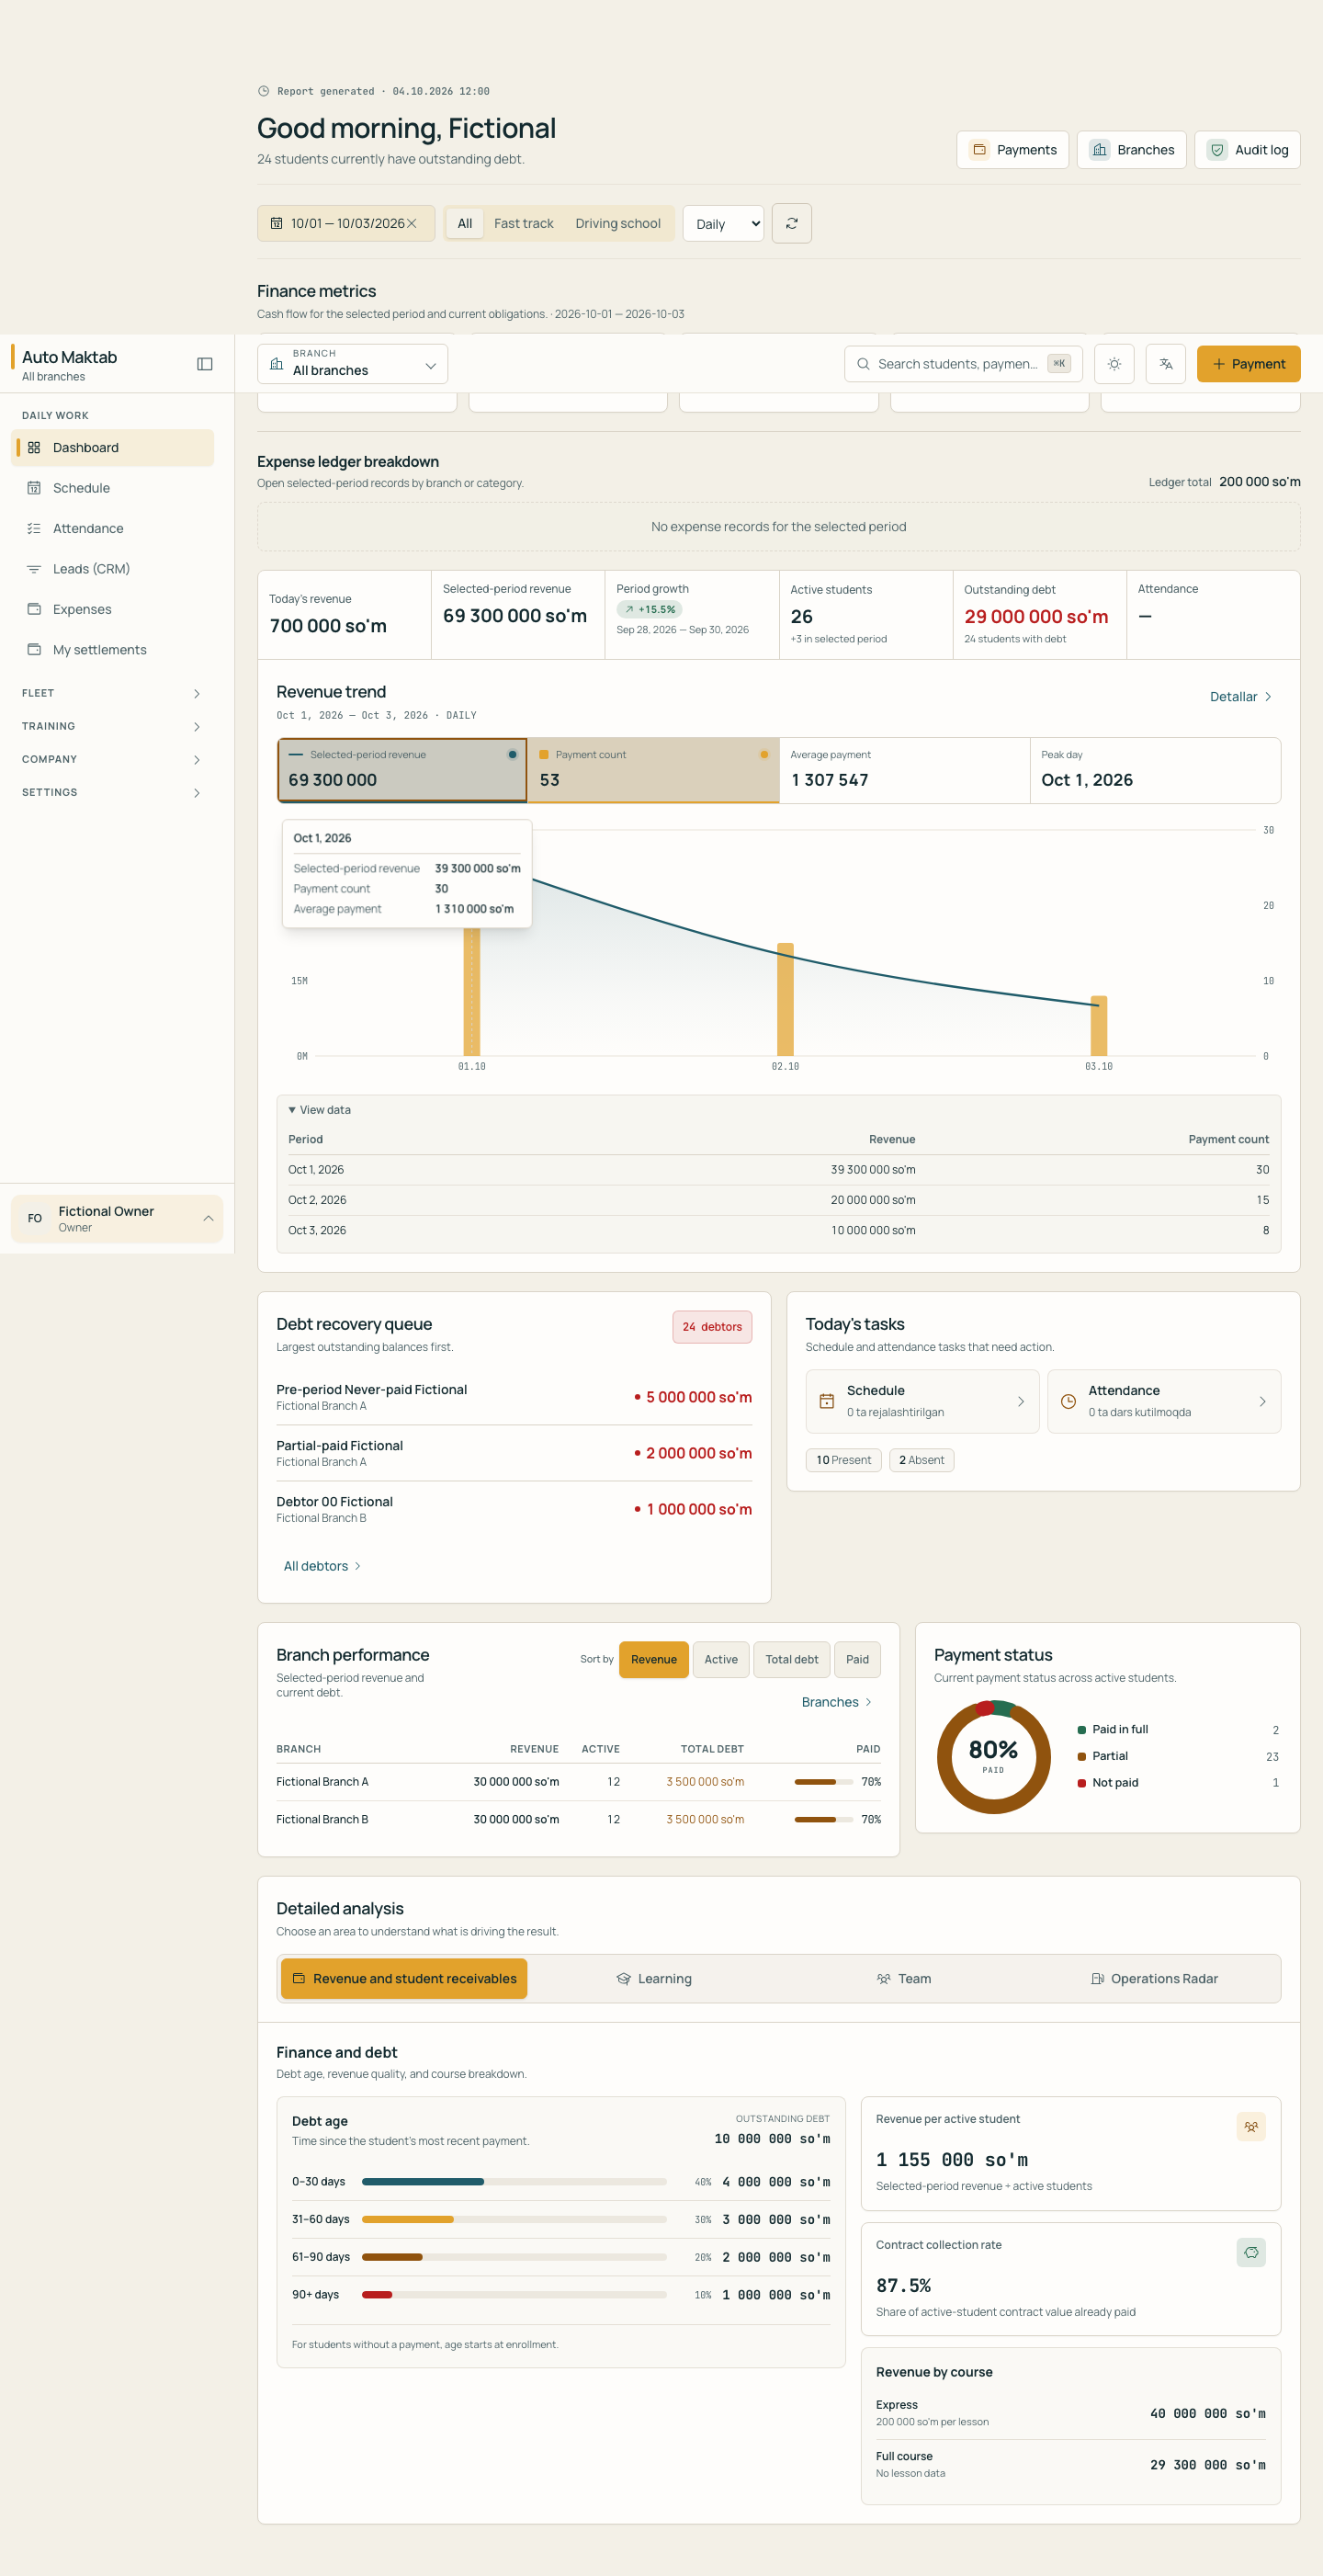 Report generated · 04.10.2026 12:00
Good morning, Fictional
24 students currently have outstanding debt.
Payments
Branches
Audit log
10/01 — 10/03/2026
All
Fast track
Driving school
Daily
Finance metrics
Cash flow for the selected period and current obligations. · 2026-10-01 — 2026-10-03
Auto Maktab
All branches
BRANCH
All branches
Search students, paymen...
⌘K
Payment
DAILY WORK
Dashboard
Schedule
Attendance
Leads (CRM)
Expenses
My settlements
FLEET
TRAINING
COMPANY
SETTINGS
FO
Fictional Owner
Owner
Expense ledger breakdown
Open selected-period records by branch or category.
Ledger total 200 000 so'm
No expense records for the selected period
Today's revenue
700 000 so'm
Selected-period revenue
69 300 000 so'm
Period growth
+15.5%
Sep 28, 2026 — Sep 30, 2026
Active students
26
+3 in selected period
Outstanding debt
29 000 000 so'm
24 students with debt
Attendance
—
Revenue trend
Oct 1, 2026 — Oct 3, 2026 · DAILY
Detallar
Selected-period revenue
69 300 000
Payment count
53
Average payment
1 307 547
Peak day
Oct 1, 2026
Oct 1, 2026
Selected-period revenue 39 300 000 so'm
Payment count 30
Average payment 1 310 000 so'm
30
20
15M
10
0M
0
01.10
02.10
03.10
View data
Period Revenue Payment count
Oct 1, 2026 39 300 000 so'm 30
Oct 2, 2026 20 000 000 so'm 15
Oct 3, 2026 10 000 000 so'm 8
Debt recovery queue
Largest outstanding balances first.
24 debtors
Pre-period Never-paid Fictional
Fictional Branch A
5 000 000 so'm
Partial-paid Fictional
Fictional Branch A
2 000 000 so'm
Debtor 00 Fictional
Fictional Branch B
1 000 000 so'm
All debtors
Today's tasks
Schedule and attendance tasks that need action.
Schedule
0 ta rejalashtirilgan
Attendance
0 ta dars kutilmoqda
10 Present
2 Absent
Branch performance
Selected-period revenue and
current debt.
Sort by
Revenue
Active
Total debt
Paid
Branches
BRANCH REVENUE ACTIVE TOTAL DEBT PAID
Fictional Branch A 30 000 000 so'm 12 3 500 000 so'm 70%
Fictional Branch B 30 000 000 so'm 12 3 500 000 so'm 70%
Payment status
Current payment status across active students.
80%
PAID
Paid in full 2
Partial 23
Not paid 1
Detailed analysis
Choose an area to understand what is driving the result.
Revenue and student receivables
Learning
Team
Operations Radar
Finance and debt
Debt age, revenue quality, and course breakdown.
Debt age
Time since the student's most recent payment.
OUTSTANDING DEBT
10 000 000 so'm
0–30 days 40% 4 000 000 so'm
31–60 days 30% 3 000 000 so'm
61–90 days 20% 2 000 000 so'm
90+ days 10% 1 000 000 so'm
For students without a payment, age starts at enrollment.
Revenue per active student
1 155 000 so'm
Selected-period revenue ÷ active students
Contract collection rate
87.5%
Share of active-student contract value already paid
Revenue by course
Express
200 000 so'm per lesson
40 000 000 so'm
Full course
No lesson data
29 300 000 so'm